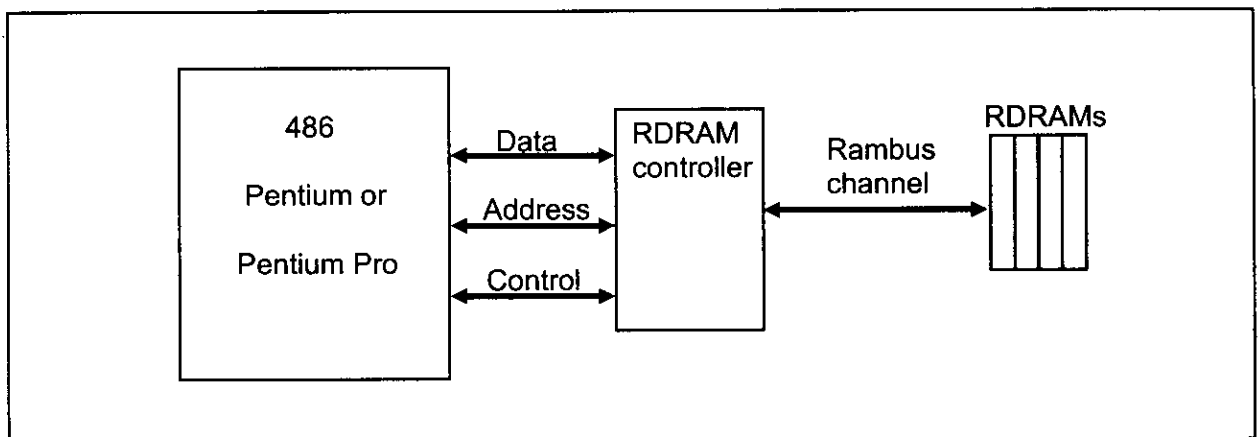 486
Pentium or
Pentium Pro
Data
Address
Control
RDRAM
controller
Rambus
channel
RDRAMs